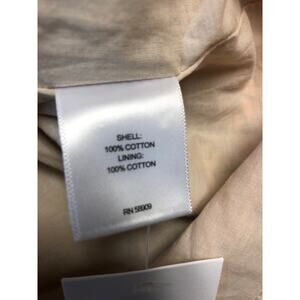 SHELL:
100% COTTON
LINING:
100% COTTON
RN 58909